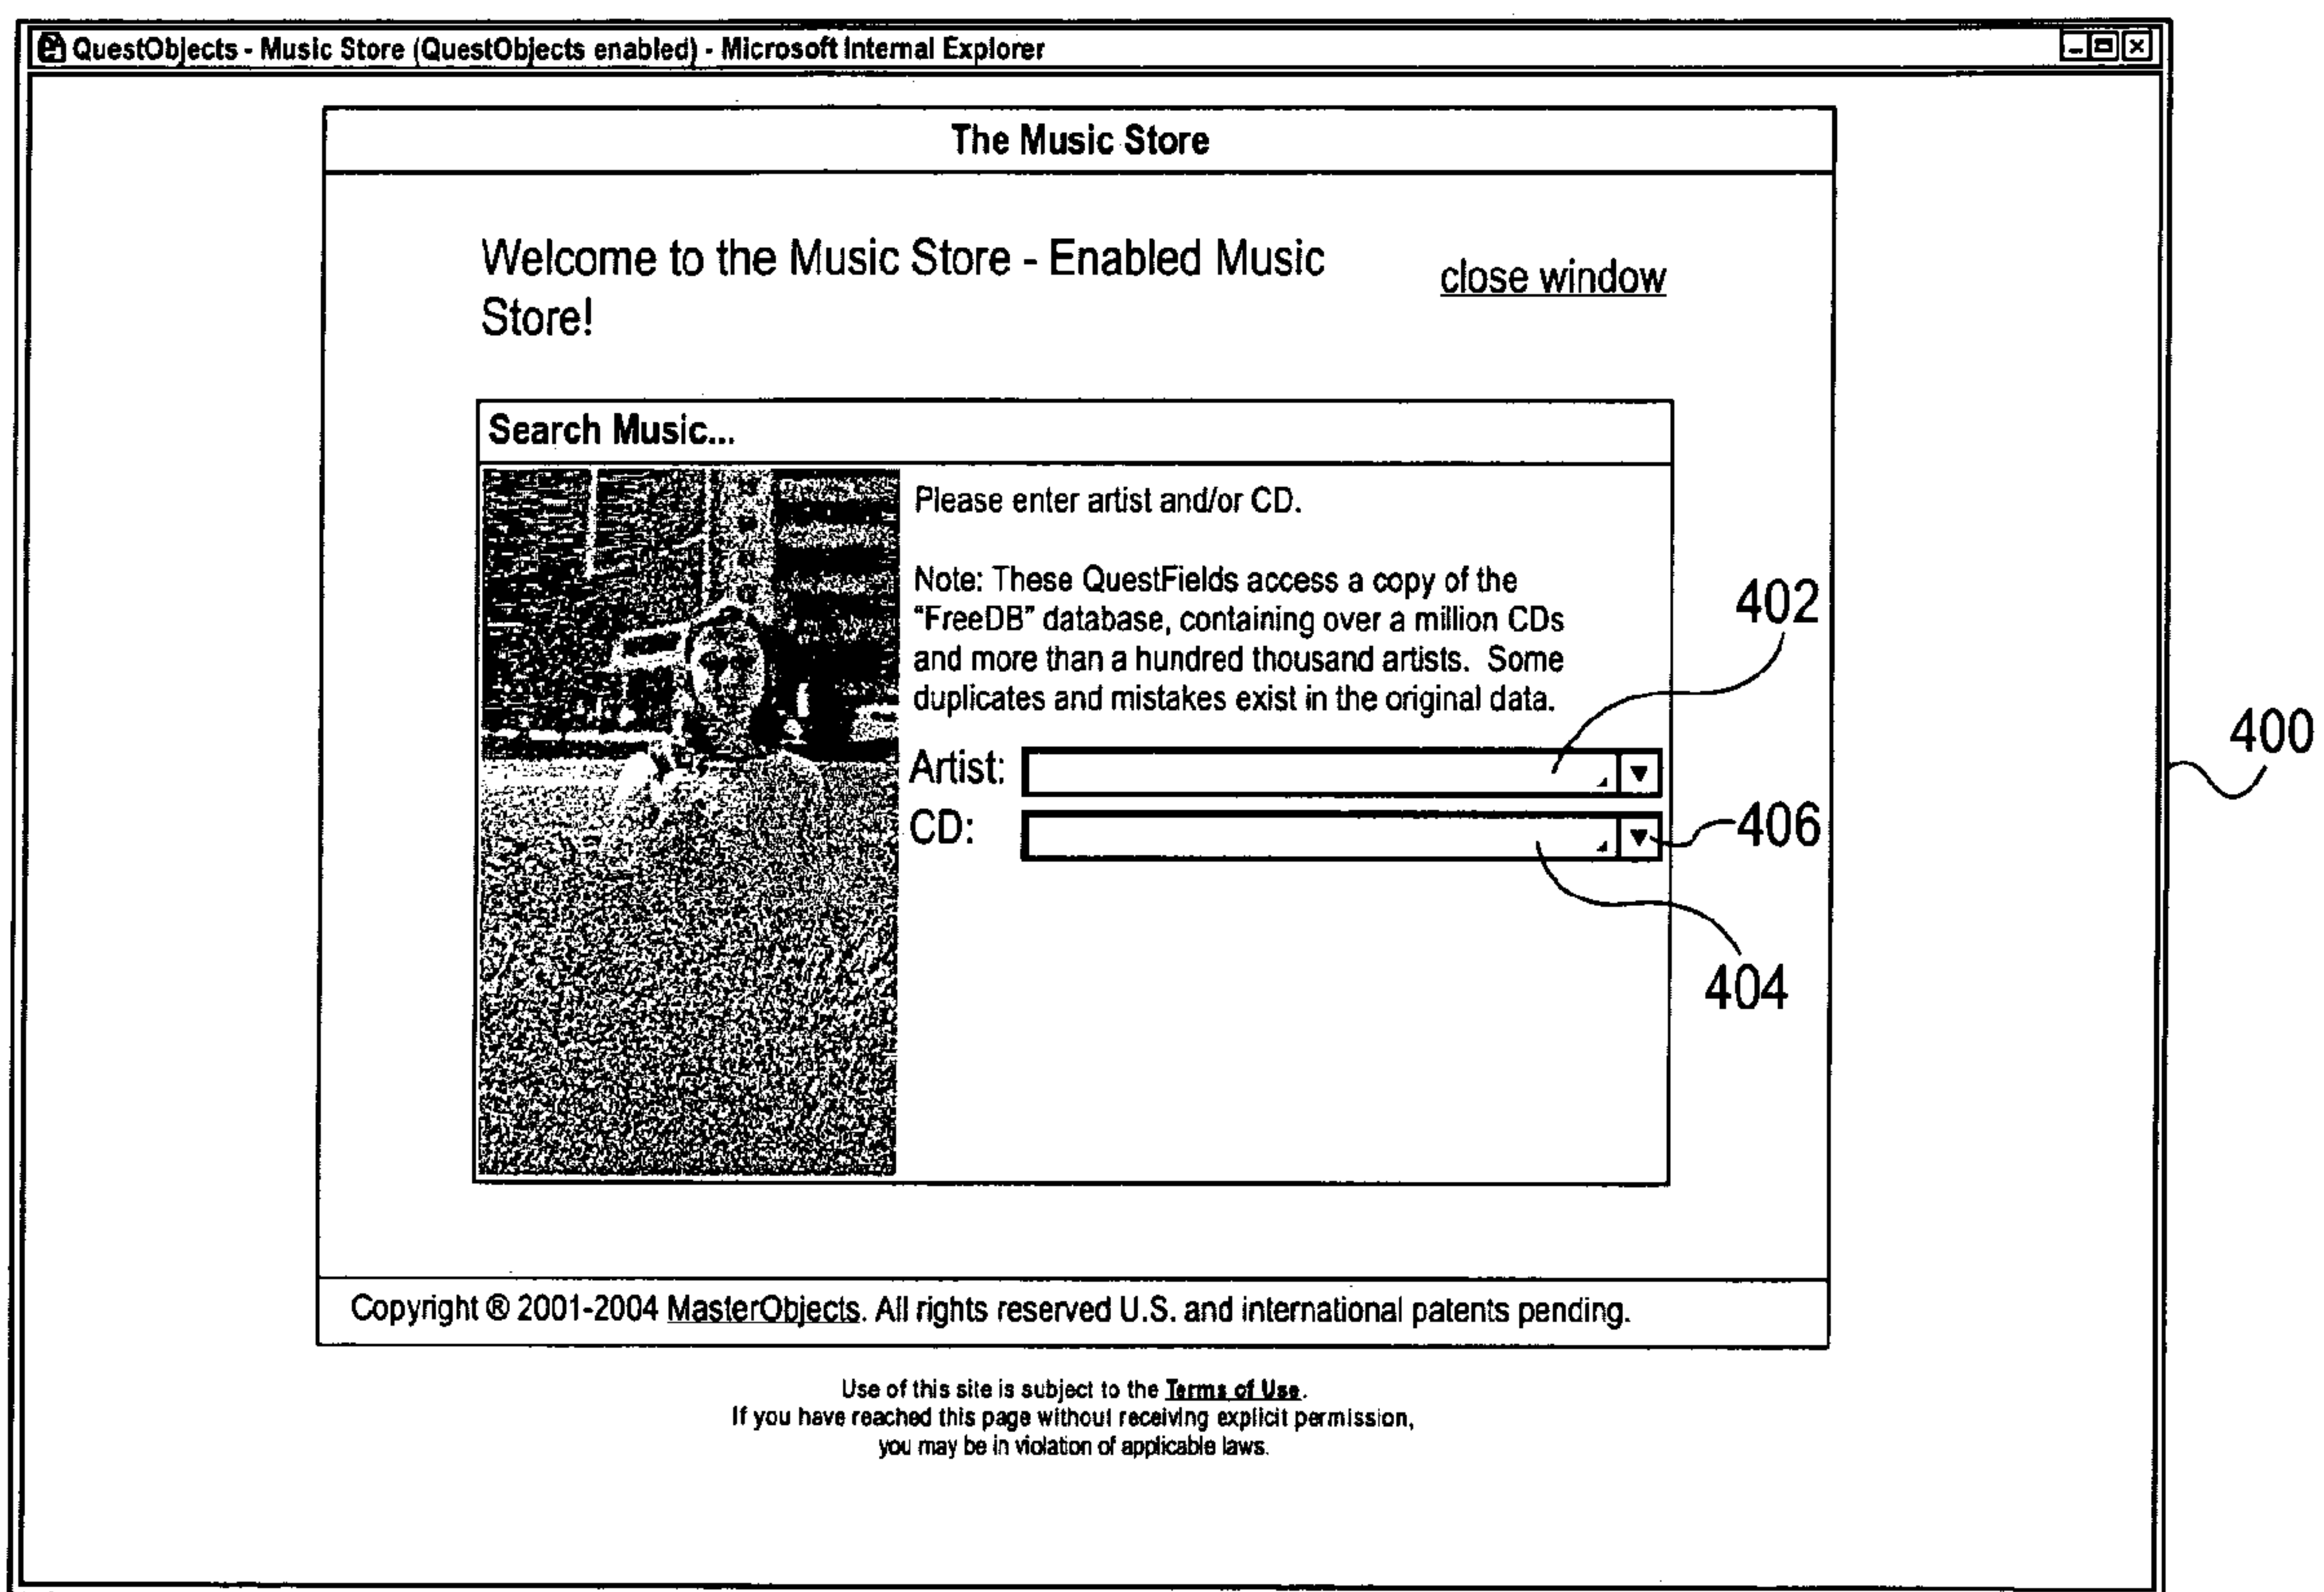 QuestObjects - Music Store (QuestObjects enabled) - Microsoft Internal Explorer
The Music Store
Welcome to the Music Store - Enabled Music
Store!
close window
Search Music...
Please enter artist and/or CD.
Note: These QuestFields access a copy of the
"FreeDB" database, containing over a million CDs
and more than a hundred thousand artists. Some
duplicates and mistakes exist in the original data.
402
Artist:
400
CD:
406
404
Copyright ® 2001-2004 MasterObjects. All rights reserved U.S. and international patents pending.
Use of this site is subject to the Terms of Use.
If you have reached this page without receiving explicit permission,
you may be in violation of applicable laws.